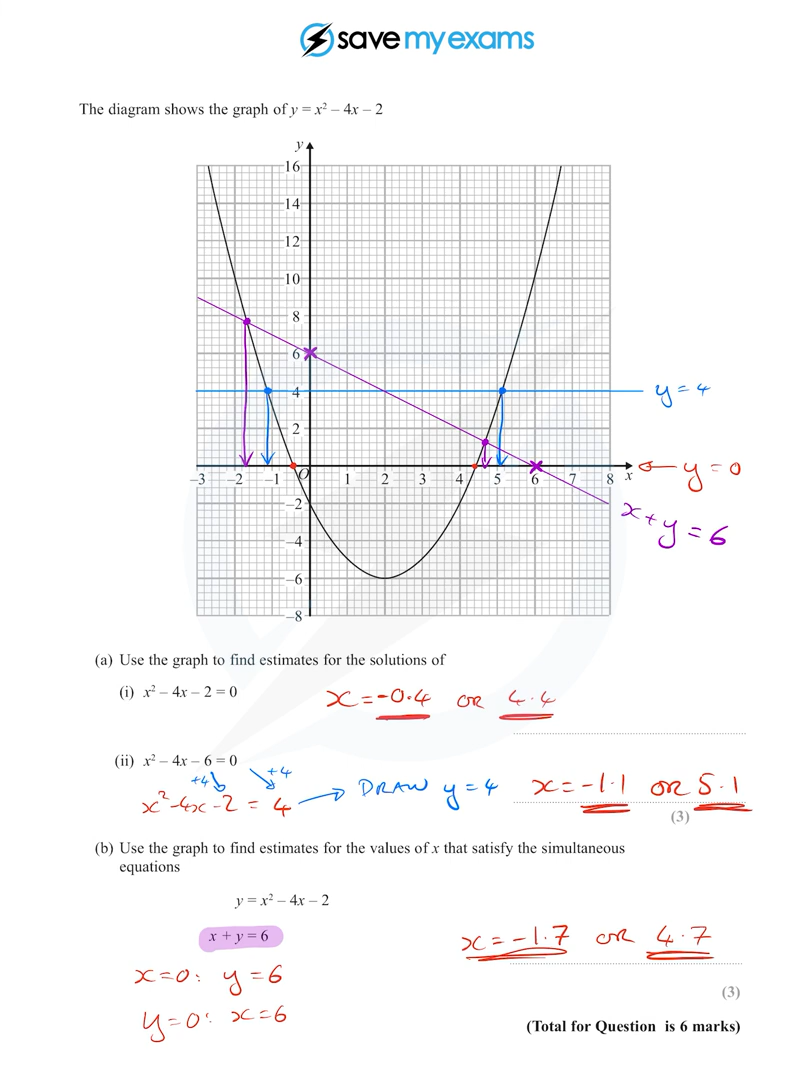 save my exams
The diagram shows the graph of y = x² – 4x – 2
y
16
14
12
10
8
6
4
2
y = 4
–3 –2 –1 O 1 2 3 4 5 6 7 8 x
y = 0
–2
x + y = 6
–4
–6
–8
(a) Use the graph to find estimates for the solutions of
(i) x² – 4x – 2 = 0
x = -0.4 OR 4.4
(ii) x² – 4x – 6 = 0
+4 +4
x² - 4x - 2 = 4 → DRAW y = 4
x = -1.1 OR 5.1
(3)
(b) Use the graph to find estimates for the values of x that satisfy the simultaneous
equations
y = x² – 4x – 2
x + y = 6
x = -1.7 OR 4.7
x=0: y = 6
y=0: x = 6
(3)
(Total for Question is 6 marks)